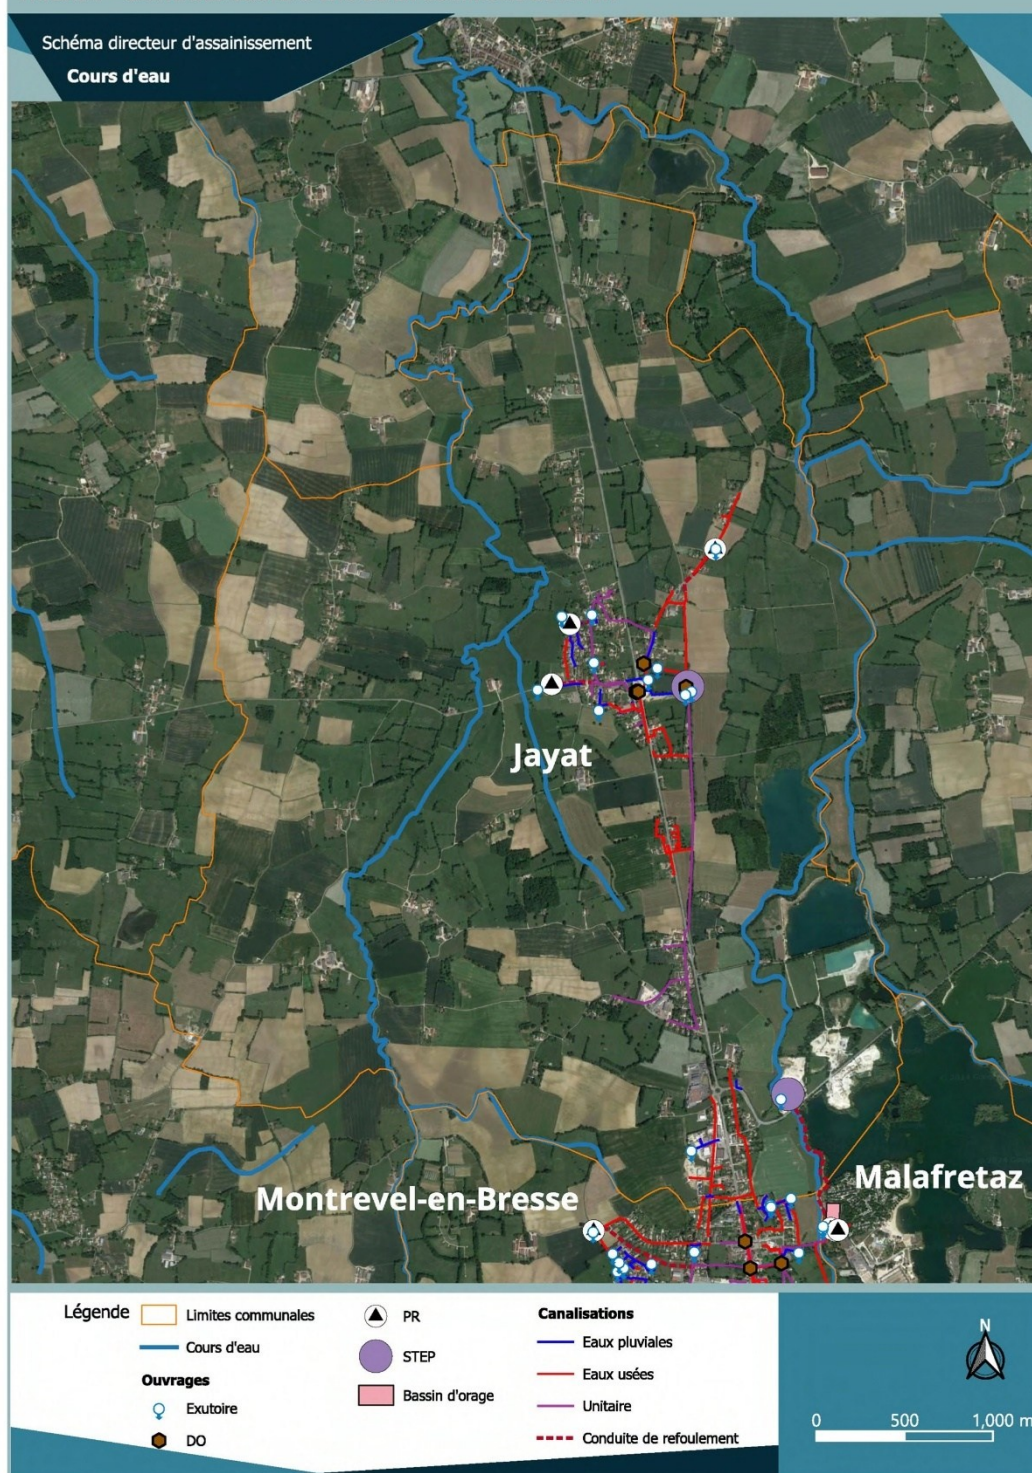 Schéma directeur d'assainissement
Cours d'eau
Jayat
Malafretaz
Montrevel-en-Bresse
Légende
Limites communales
Cours d'eau
Ouvrages
Exutoire
DO
PR
STEP
Bassin d'orage
Canalisations
Eaux pluviales
Eaux usées
Unitaire
Conduite de refoulement
N
0 500 1,000 m